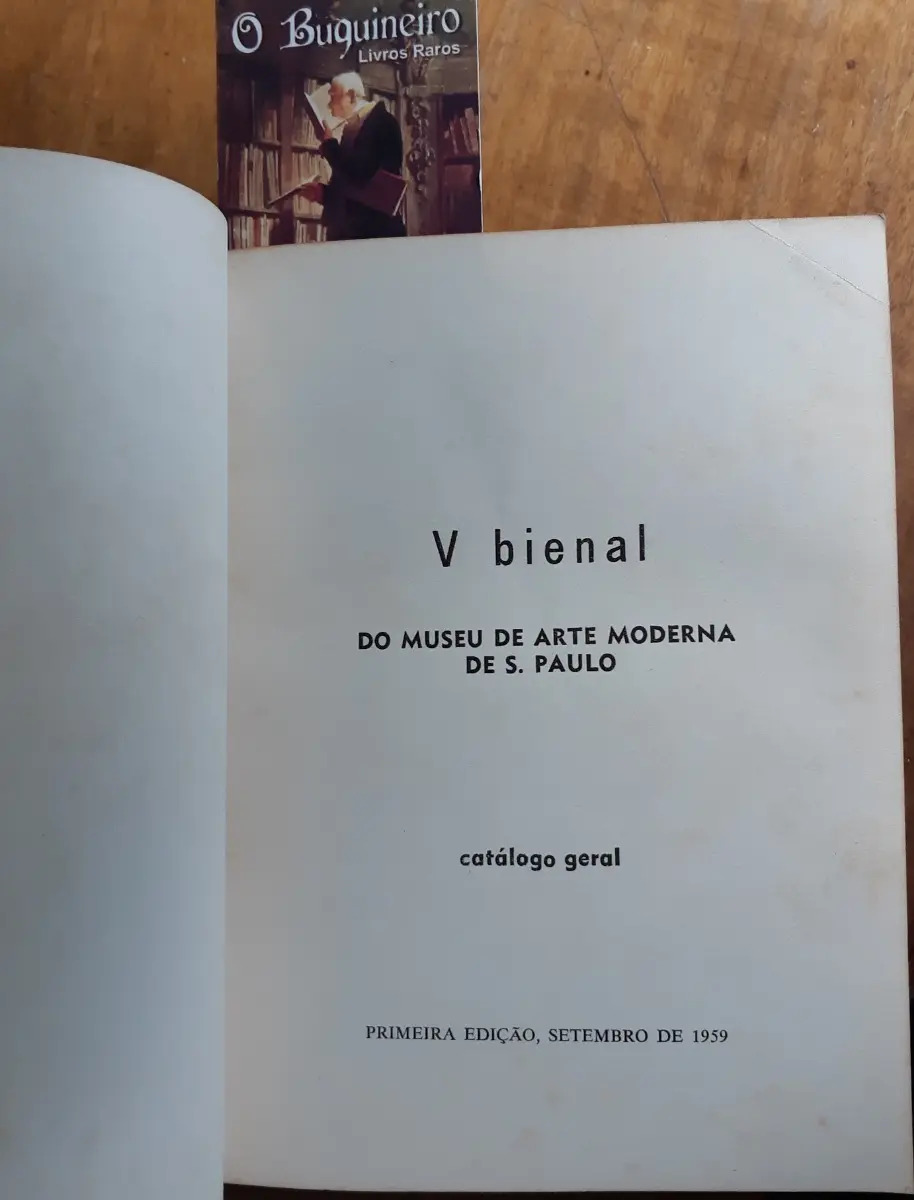 O Buquineiro
Livros Raros
V bienal
DO MUSEU DE ARTE MODERNA
DE S. PAULO
catálogo geral
PRIMEIRA EDIÇÃO, SETEMBRO DE 1959